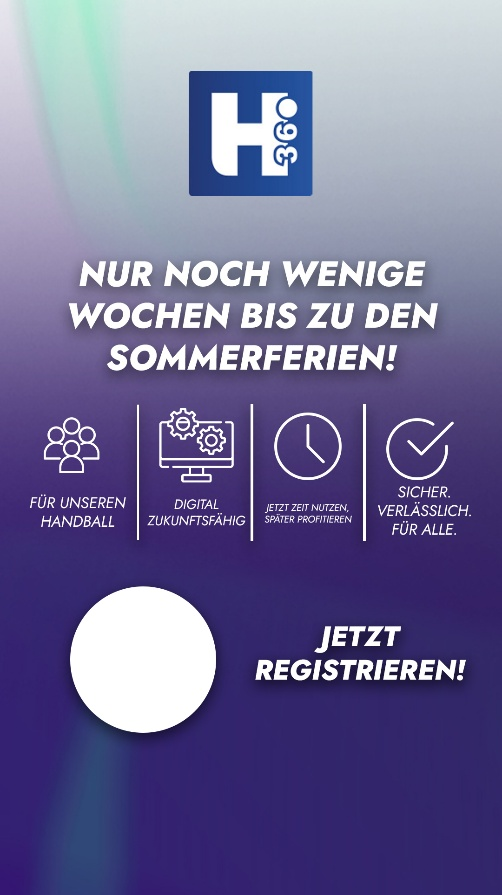 H
360
NUR NOCH WENIGE
WOCHEN BIS ZU DEN
SOMMERFERIEN!
FÜR UNSEREN
HANDBALL
DIGITAL
ZUKUNFTSFÄHIG
JETZT ZEIT NUTZEN,
SPÄTER PROFITIEREN
SICHER.
VERLÄSSLICH.
FÜR ALLE.
JETZT
REGISTRIEREN!